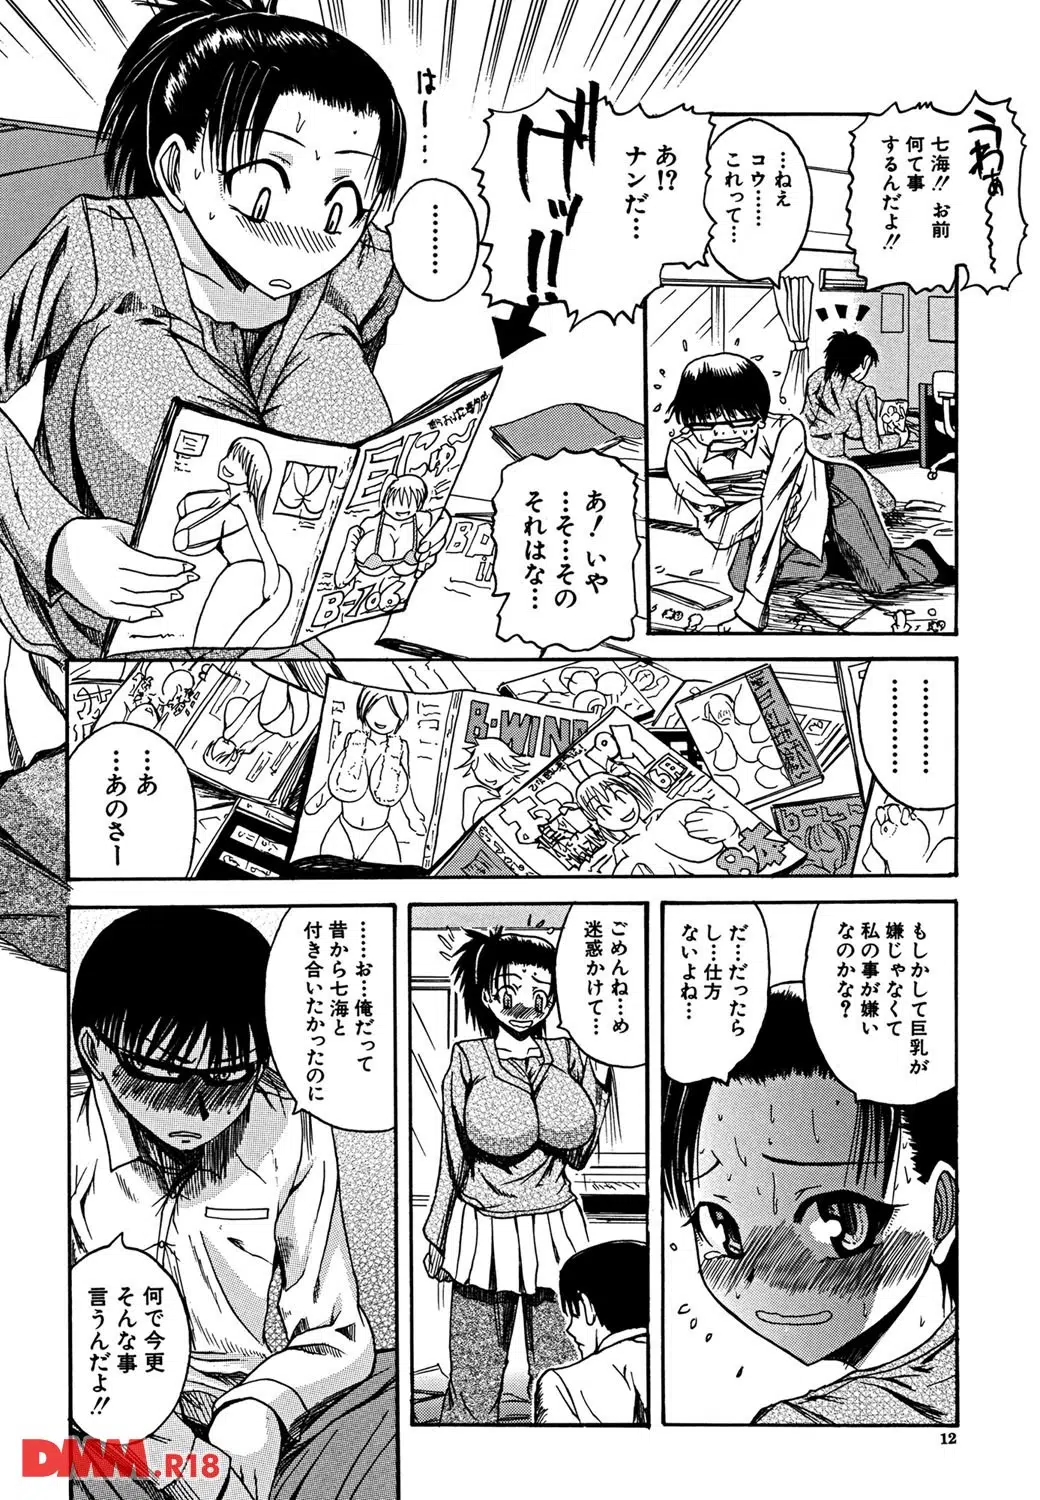 うわぁ～
七海!! お前
何て事
するんだよ!!
…ねえ
コウ……
これって…
あ!?
ナンだ…
げッ!!
はー…
………
あ! いや
…そ…その
それはな…
…………
B-WIND
B-106
…あ
…あのさー
もしかして巨乳が
嫌じゃなくて
私の事が嫌い
なのかな?
だ…だったら
し…仕方
ないよね…
ごめんね…め
迷惑かけて…
……お…俺だって
昔から七海と
付き合いたかったのに
何で今更
そんな事
言うんだよ!!
12
DMM.R18